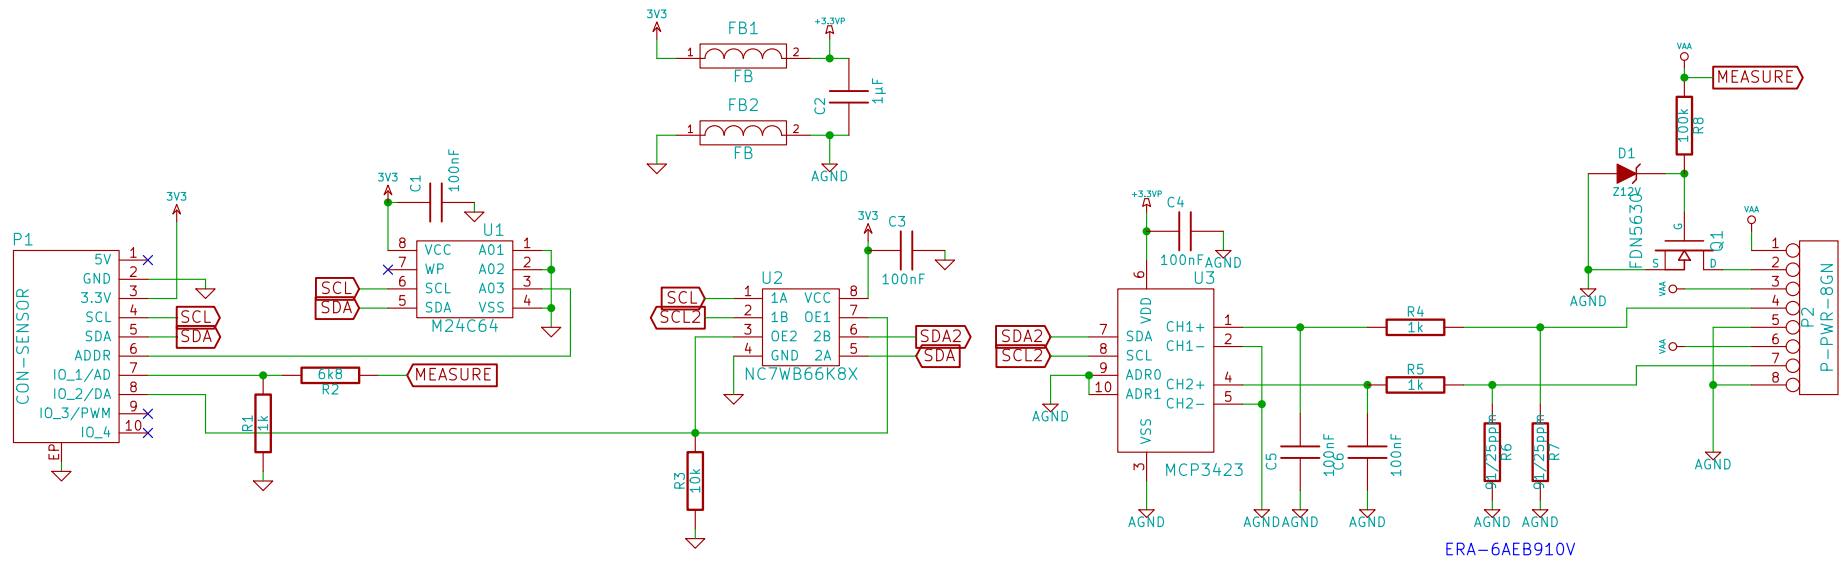 3V3
FB1
1
2
FB
+3.3VP
FB2
1
2
FB
C2
1µF
AGND
P1
CON-SENSOR
5V
1
GND
2
3.3V
3
SCL
4
SDA
5
ADDR
6
IO_1/AD
7
IO_2/DA
8
IO_3/PWM
9
IO_4
10
EP
3V3
SCL
SDA
R1
1k
6k8
R2
MEASURE
3V3
C1
100nF
U1
8
VCC
A01
1
7
WP
A02
2
6
SCL
A03
3
5
SDA
VSS
4
M24C64
SCL
SDA
3V3
C3
100nF
U2
1
1A
VCC
8
2
1B
OE1
7
3
OE2
2B
6
4
GND
2A
5
NC7WB66K8X
SCL
SCL2
SDA2
SDA
R3
10k
+3.3VP
C4
100nF
AGND
U3
6
VDD
SDA2
SCL2
7
SDA
8
SCL
9
ADR0
10
ADR1
CH1+
1
CH1-
2
CH2+
4
CH2-
5
VSS
3
MCP3423
AGND
AGND
AGND
R4
1k
R5
1k
C5
100nF
AGND
C6
100nF
AGND
91/25ppm
R6
AGND
91/25ppm
R7
AGND
ERA-6AEB910V
VAA
MEASURE
100k
R8
D1
Z12V
FDN5630
G
S
D
Q1
AGND
VAA
VAA
VAA
1
2
3
4
5
6
7
8
P2
P-PWR-8GN
AGND